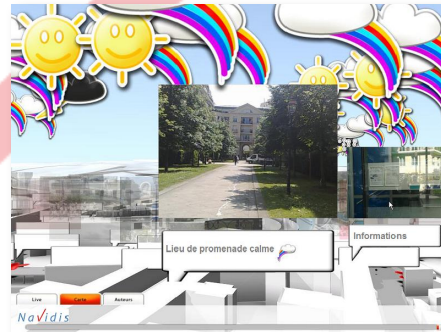 Lieu de promenade calme
Informations
Live
Carte
Auteurs
Navidis